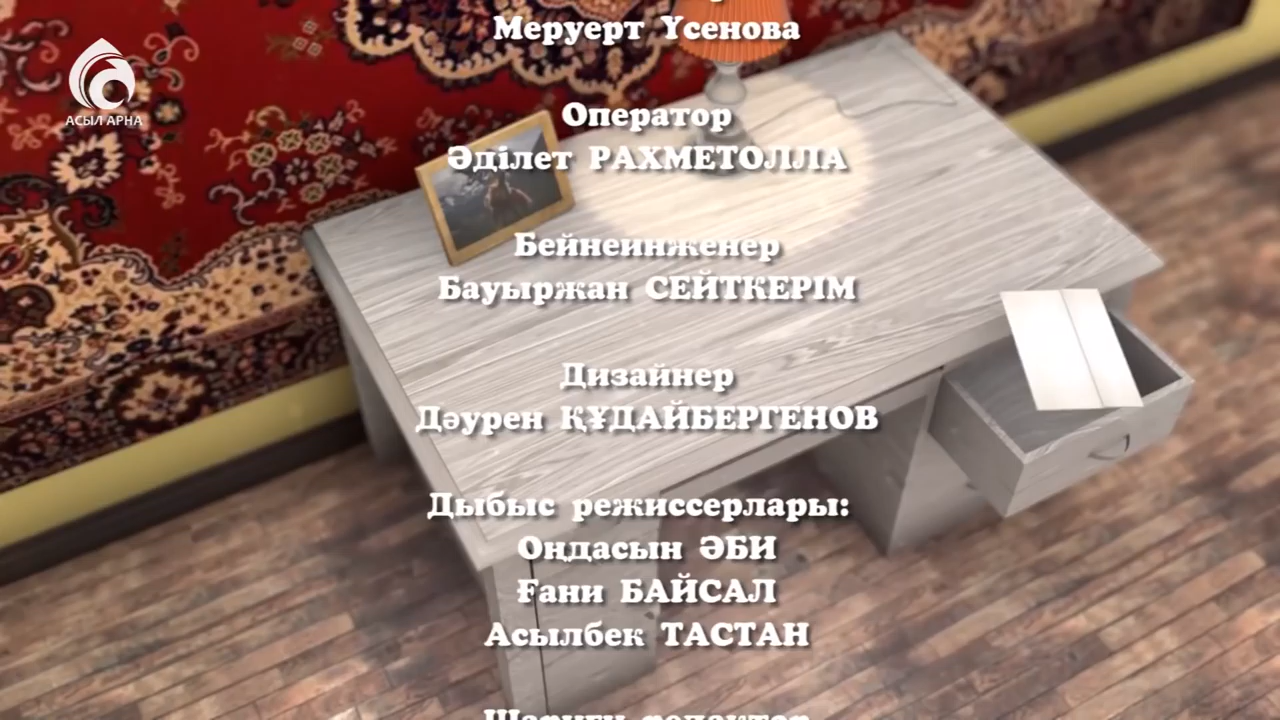 Меруерт Үсенова
АСЫЛ АРНА
Оператор
Әділет РАХМЕТОЛЛА
Бейнеинженер
Бауыржан СЕЙТКЕРІМ
Дизайнер
Дәурен ҚҰДАЙБЕРГЕНОВ
Дыбыс режиссерлары:
Оңдасын ӘБИ
Ғани БАЙСАЛ
Асылбек ТАСТАН